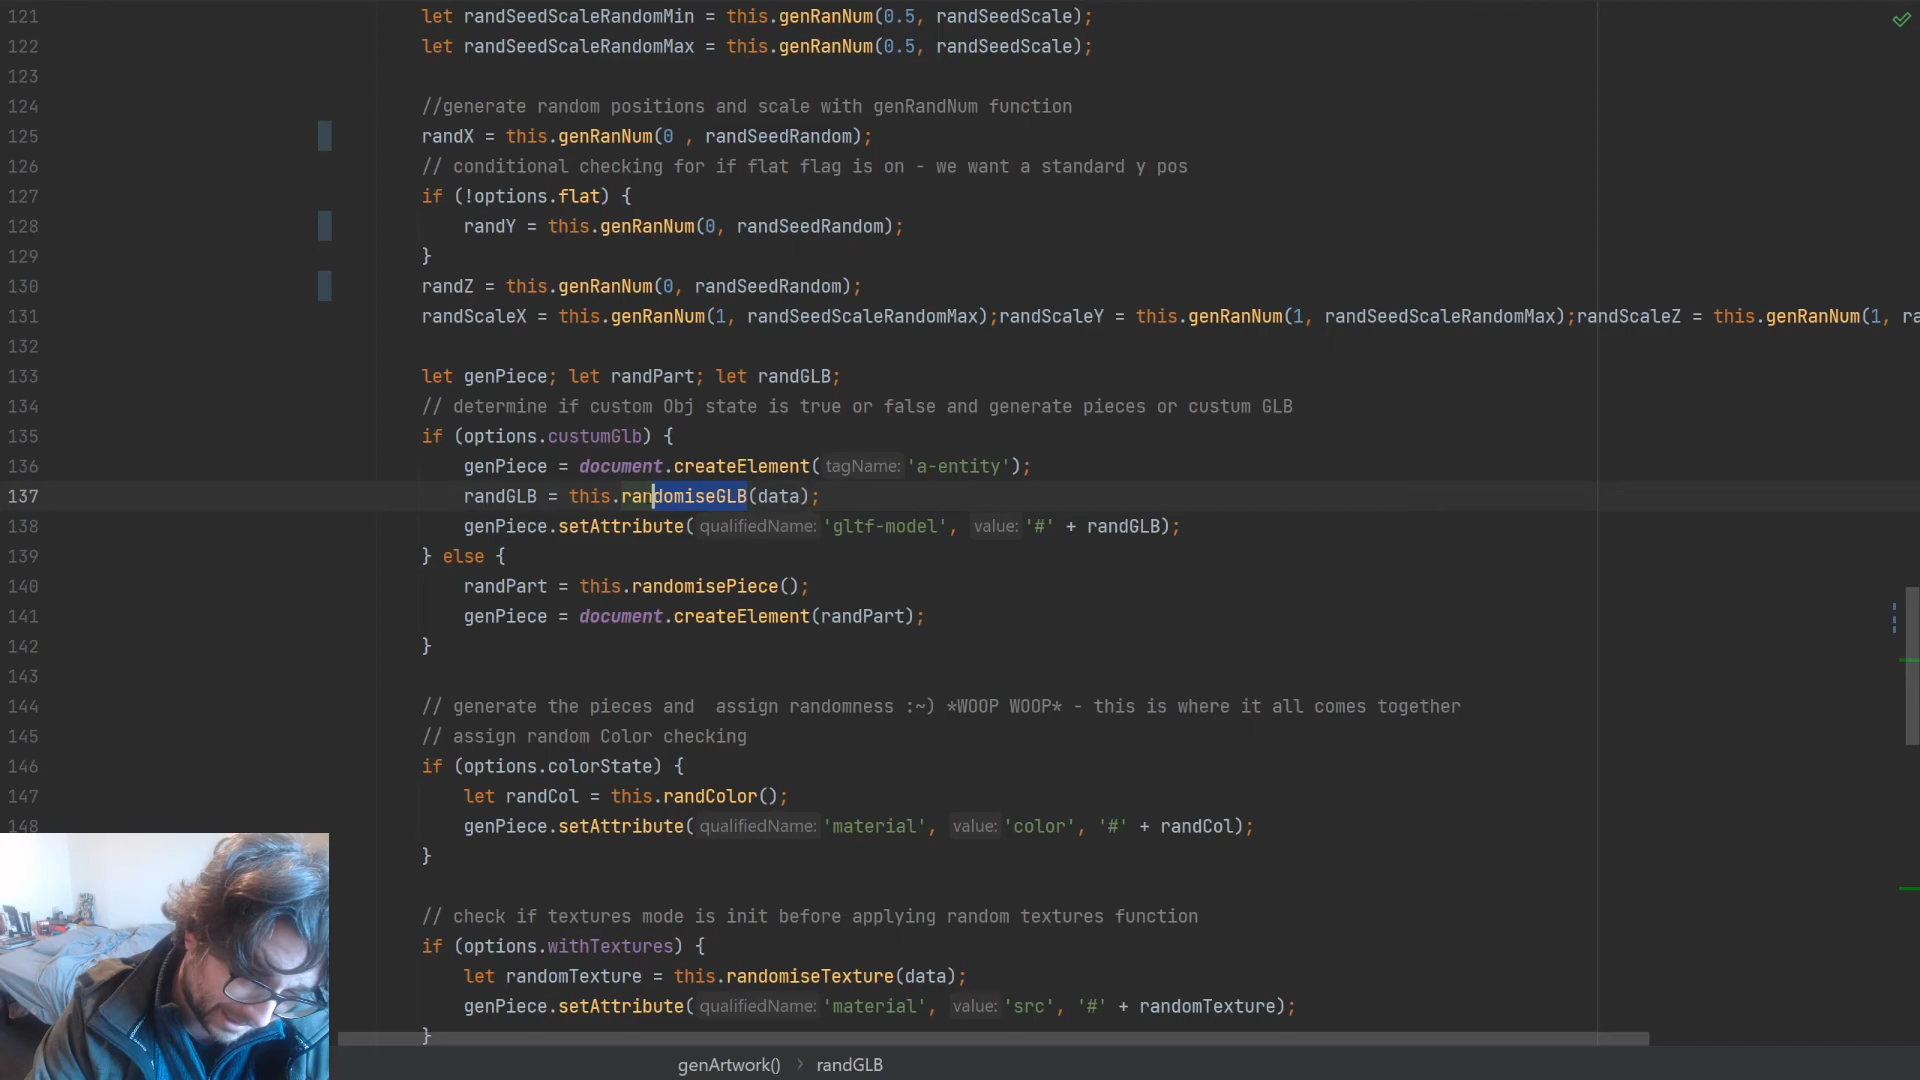 121 let randSeedScaleRandomMin = this.genRanNum(0.5, randSeedScale);
122 let randSeedScaleRandomMax = this.genRanNum(0.5, randSeedScale);
123
124 //generate random positions and scale with genRandNum function
125 randX = this.genRanNum(0 , randSeedRandom);
126 // conditional checking for if flat flag is on - we want a standard y pos
127 if (!options.flat) {
128 randY = this.genRanNum(0, randSeedRandom);
129 }
130 randZ = this.genRanNum(0, randSeedRandom);
131 randScaleX = this.genRanNum(1, randSeedScaleRandomMax);randScaleY = this.genRanNum(1, randSeedScaleRandomMax);randScaleZ = this.genRanNum(1, ra
132
133 let genPiece; let randPart; let randGLB;
134 // determine if custom Obj state is true or false and generate pieces or custum GLB
135 if (options.custumGlb) {
136 genPiece = document.createElement( tagName: 'a-entity');
137 randGLB = this.randomiseGLB(data);
138 genPiece.setAttribute( qualifiedName: 'gltf-model', value: '#' + randGLB);
139 } else {
140 randPart = this.randomisePiece();
141 genPiece = document.createElement(randPart);
142 }
143
144 // generate the pieces and  assign randomness :~) *WOOP WOOP* - this is where it all comes together
145 // assign random Color checking
146 if (options.colorState) {
147 let randCol = this.randColor();
148 genPiece.setAttribute( qualifiedName: 'material', value: 'color', '#' + randCol);
}
// check if textures mode is init before applying random textures function
if (options.withTextures) {
let randomTexture = this.randomiseTexture(data);
genPiece.setAttribute( qualifiedName: 'material', value: 'src', '#' + randomTexture);
}
genArtwork() › randGLB